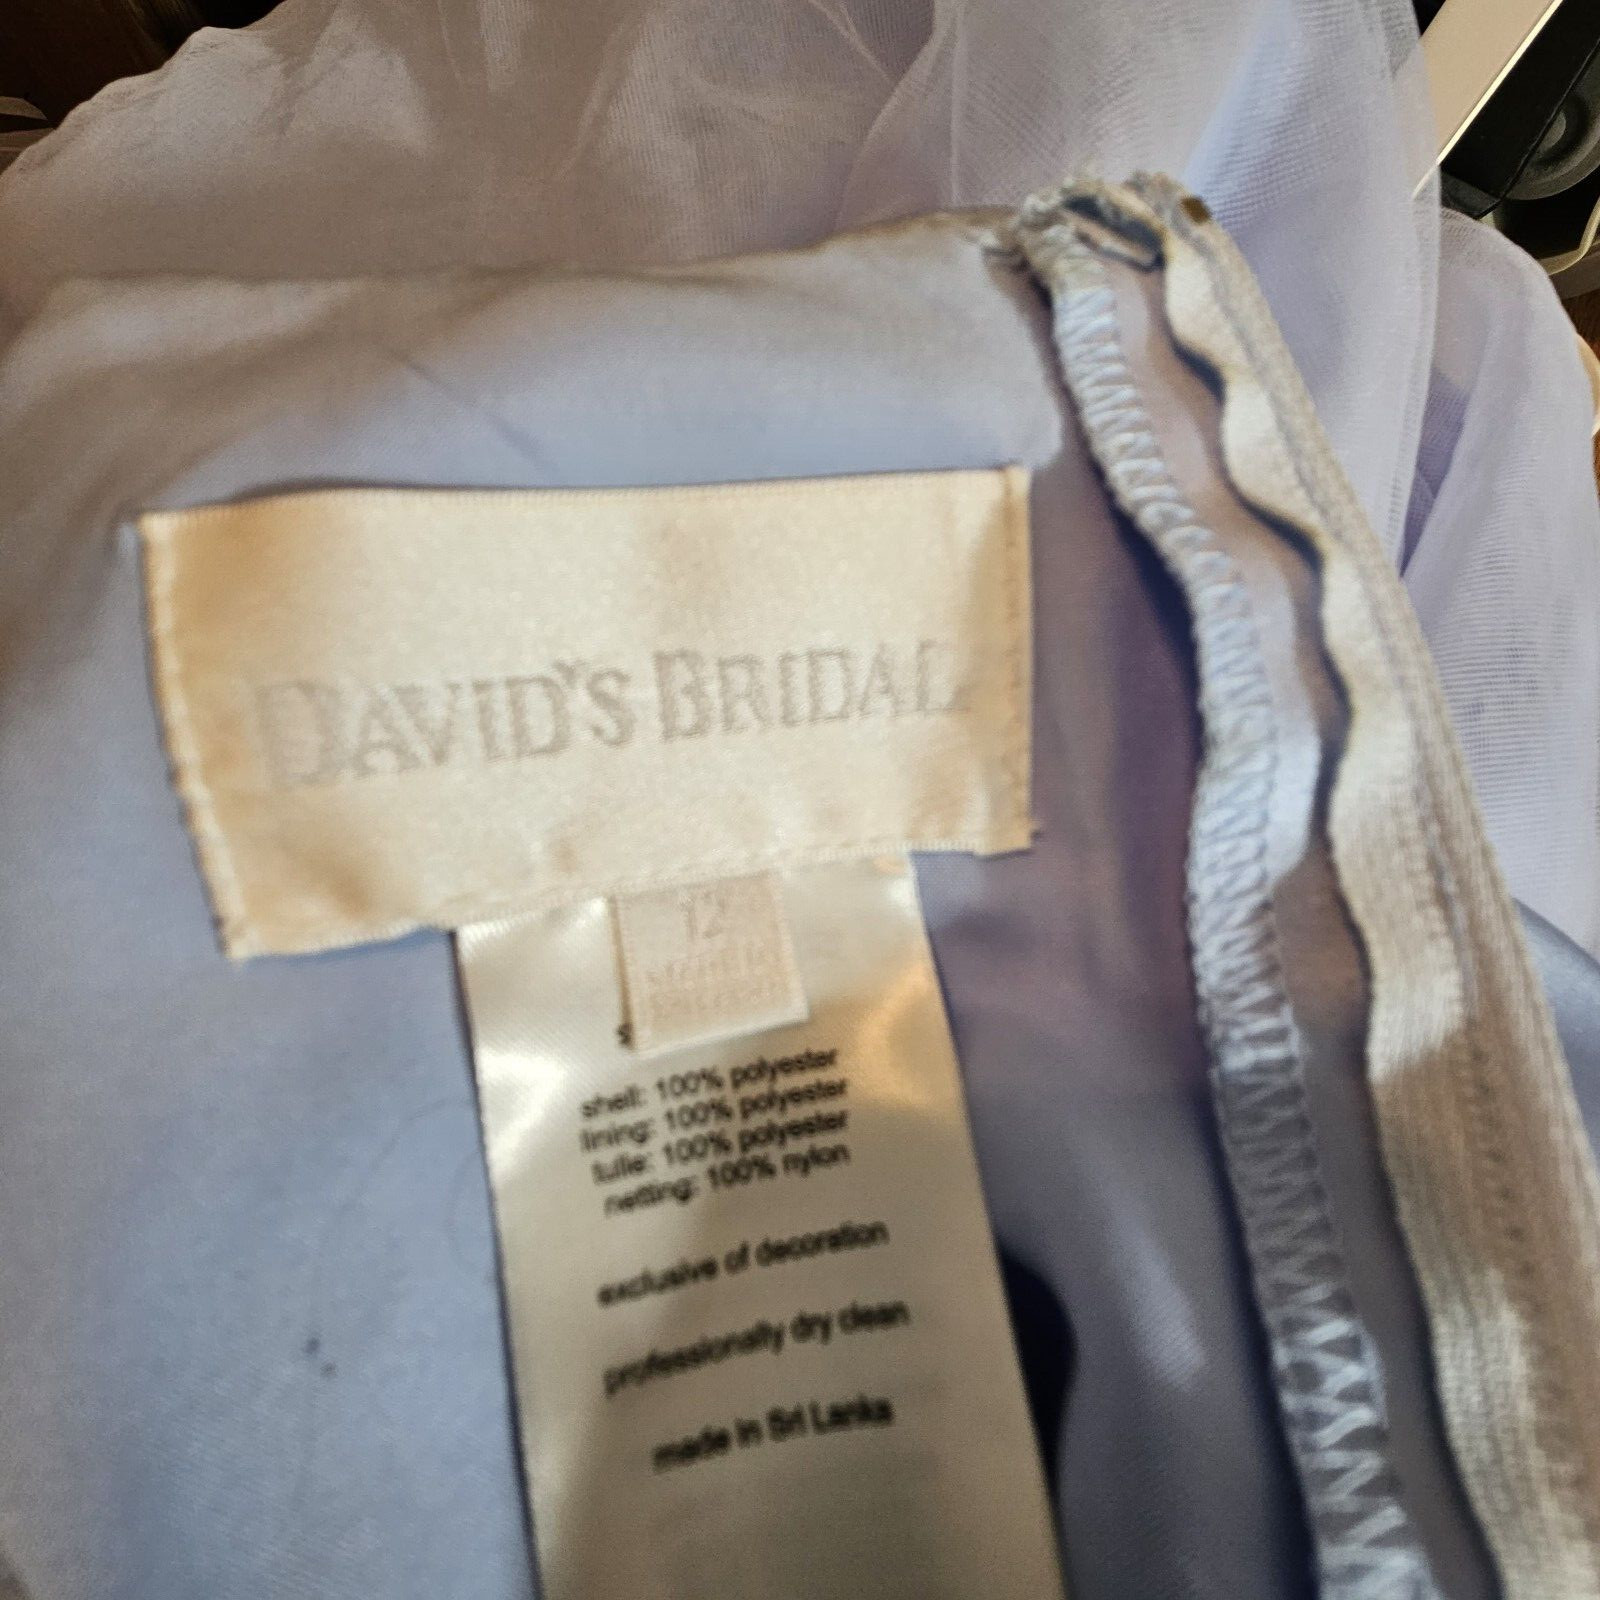 DAVID'S BRIDAL
12
shell: 100% polyester
lining: 100% polyester
tulle: 100% polyester
netting: 100% nylon
exclusive of decoration
professionally dry clean
made in Sri Lanka